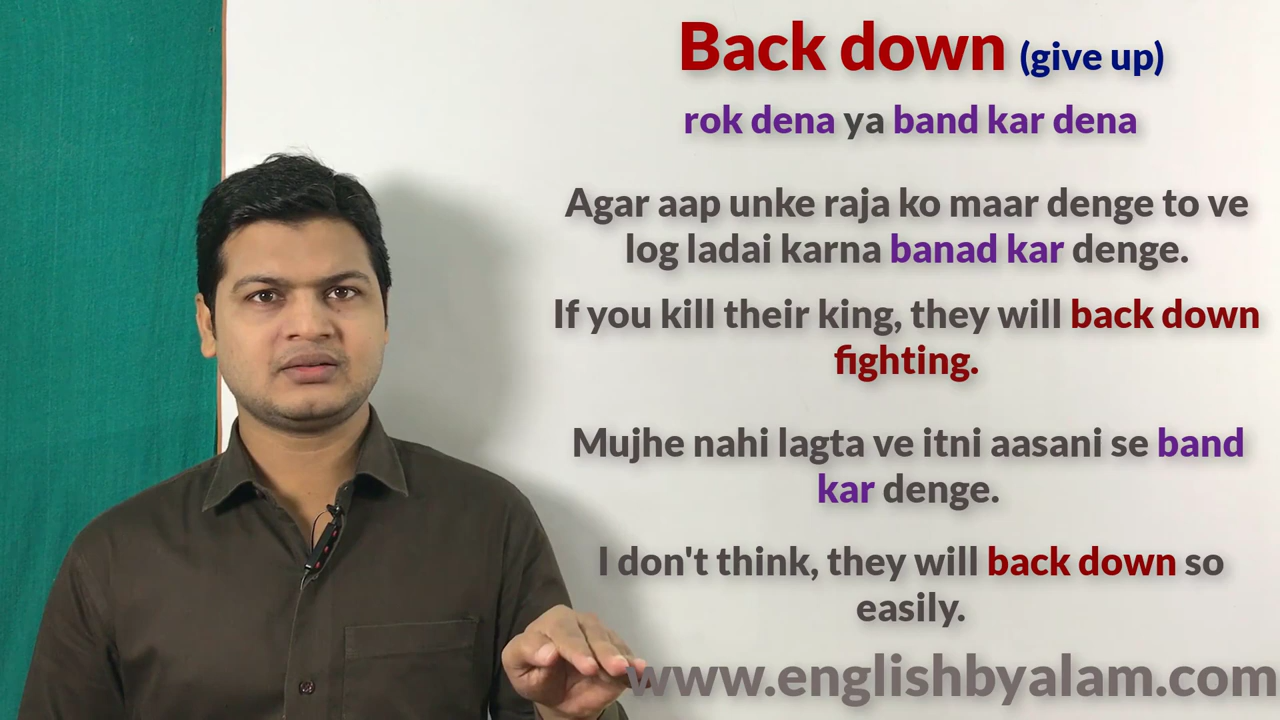 Back down (give up)
rok dena ya band kar dena
Agar aap unke raja ko maar denge to ve
log ladai karna banad kar denge.
If you kill their king, they will back down
fighting.
Mujhe nahi lagta ve itni aasani se band
kar denge.
I don't think, they will back down so
easily.
www.englishbyalam.com